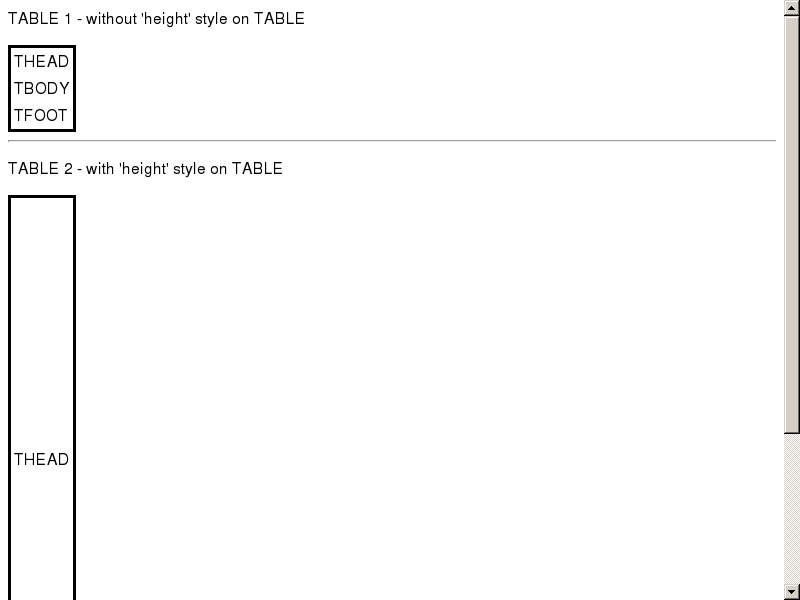 TABLE 1 - without 'height' style on TABLE
THEAD
TBODY
TFOOT
TABLE 2 - with 'height' style on TABLE
THEAD